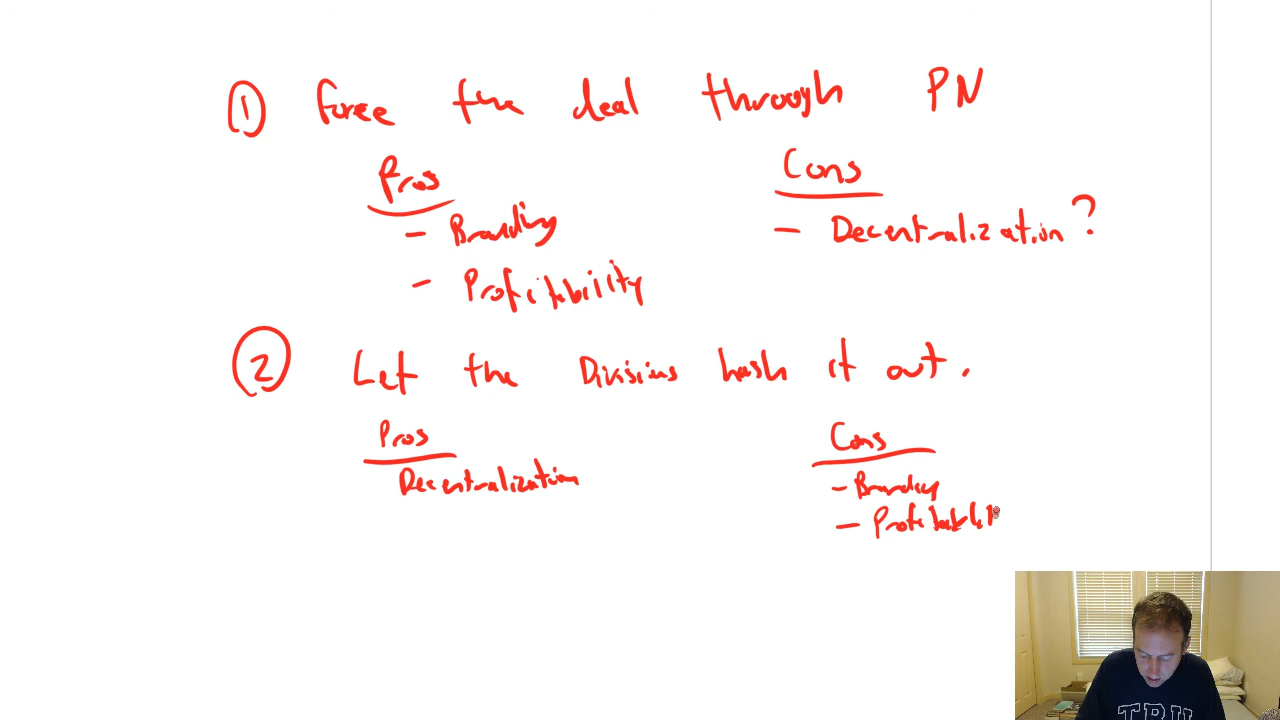 ① Force the deal through PN
Pros
Cons
- Branding
- Decentralization?
- Profitability
② Let the Divisions hash it out.
Pros
Cons
Decentralization
- Branding